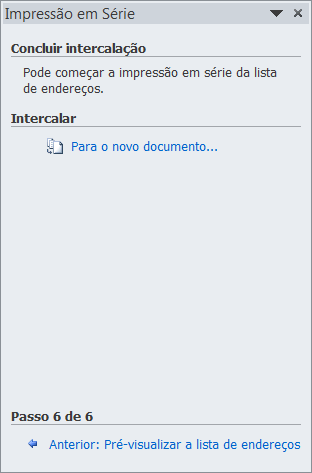 Impressão em Série
Concluir intercalação
Pode começar a impressão em série da lista
de endereços.
Intercalar
Para o novo documento...
Passo 6 de 6
Anterior: Pré-visualizar a lista de endereços